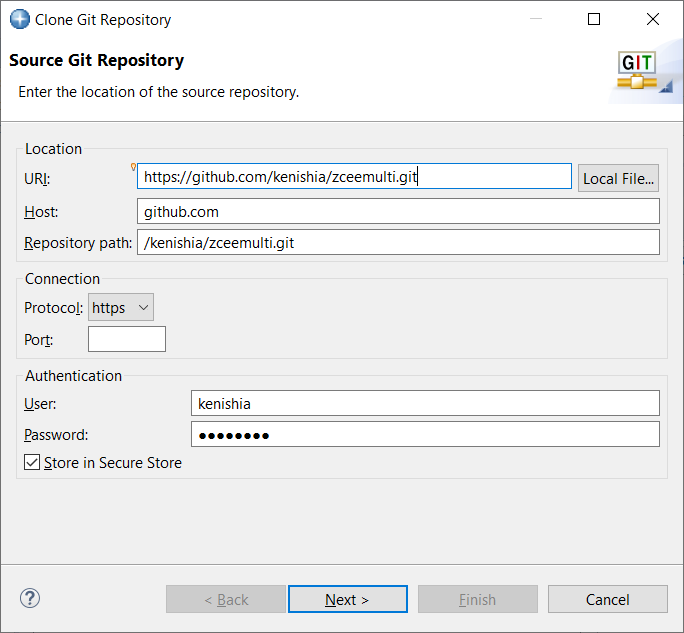 Clone Git Repository
Source Git Repository
GIT
Enter the location of the source repository.
Location
URI: https://github.com/kenishia/zceemulti.git Local File...
Host: github.com
Repository path: /kenishia/zceemulti.git
Connection
Protocol: https
Port:
Authentication
User: kenishia
Password: ●●●●●●●●
Store in Secure Store
? < Back Next > Finish Cancel